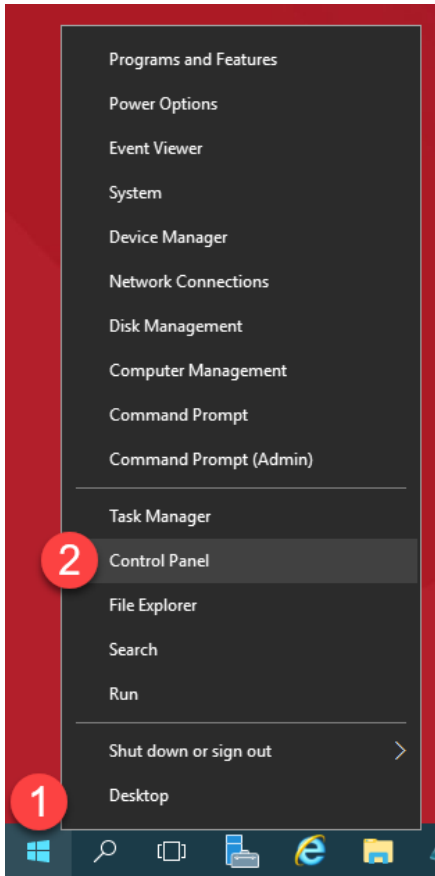 Programs and Features
Power Options
Event Viewer
System
Device Manager
Network Connections
Disk Management
Computer Management
Command Prompt
Command Prompt (Admin)
Task Manager
2
Control Panel
File Explorer
Search
Run
Shut down or sign out
1
Desktop